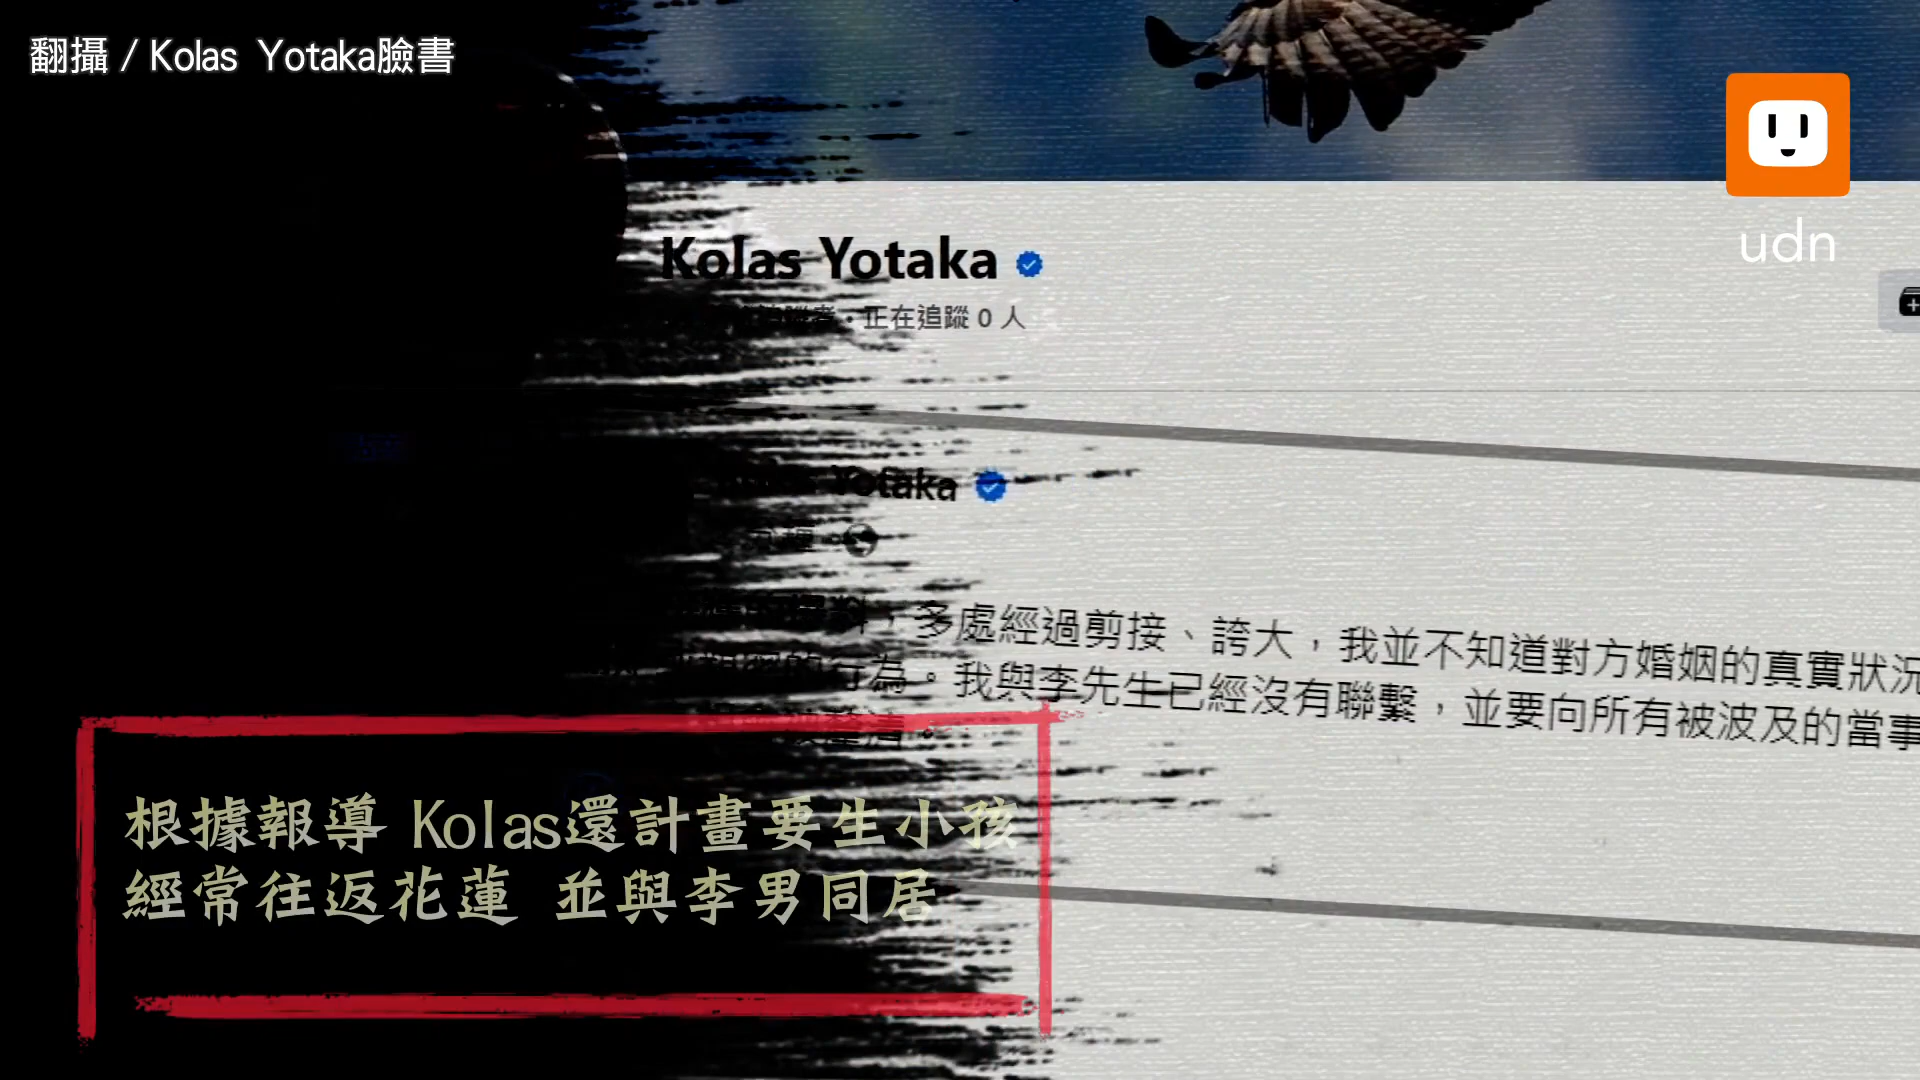 翻攝 / Kolas Yotaka臉書
udn
Kolas Yotaka
正在追蹤 0 人
Yotaka
，多處經過剪接、誇大，我並不知道對方婚姻的真實狀況
行為。我與李先生已經沒有聯繫，並要向所有被波及的當事
根據報導 Kolas還計畫要生小孩
經常往返花蓮 並與李男同居